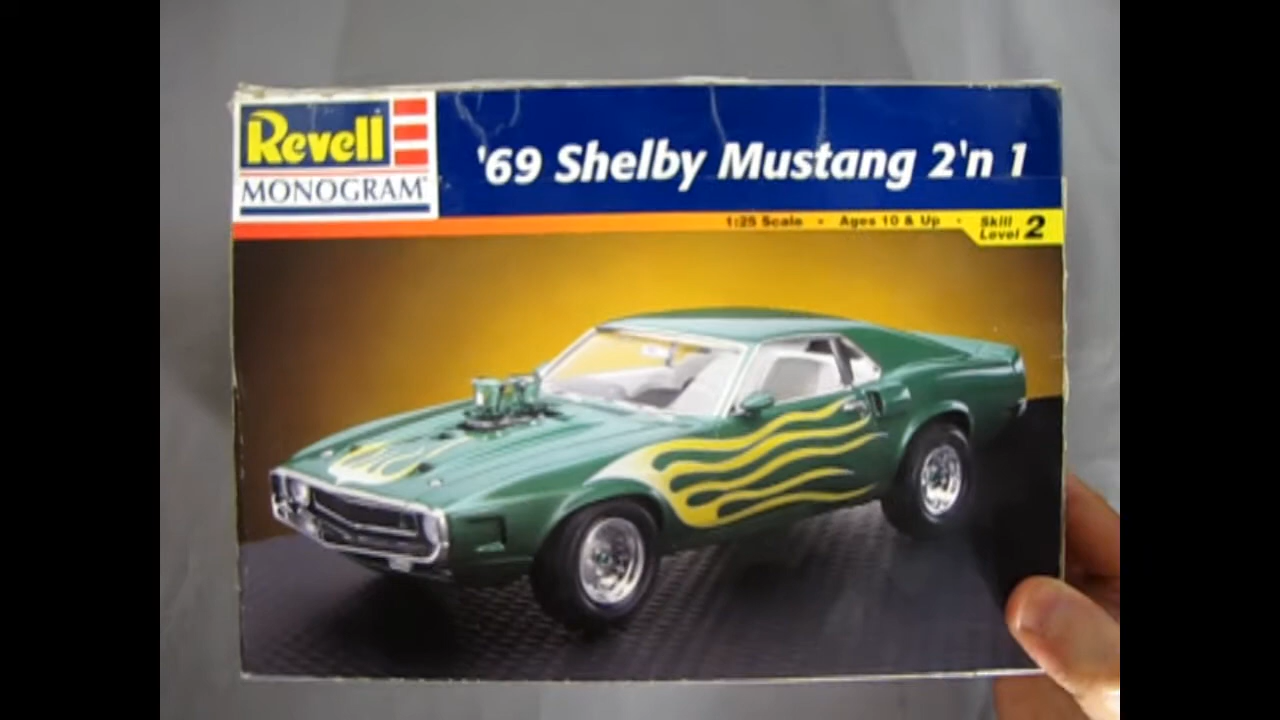 Revell
MONOGRAM
'69 Shelby Mustang 2'n 1
1:25 Scale • Ages 10 & Up • Skill Level 2